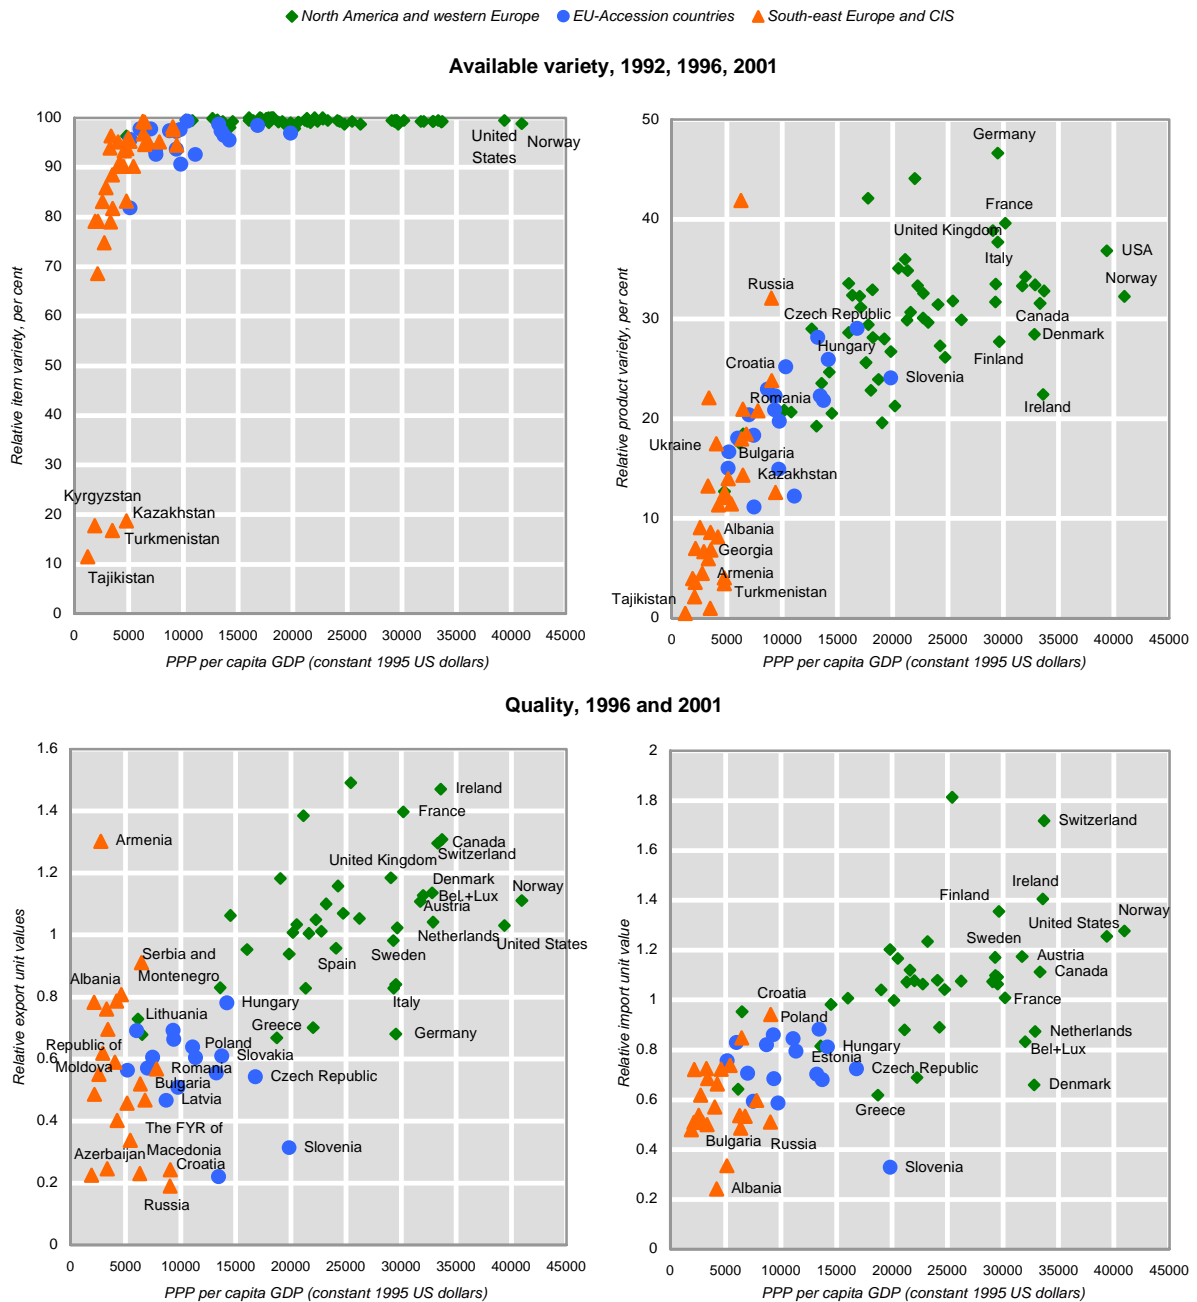 North America and western Europe EU-Accession countries South-east Europe and CIS
Available variety, 1992, 1996, 2001
Relative item variety, per cent
100
90
80
70
60
50
40
30
20
10
0
United
States
Norway
Kyrgyzstan
Kazakhstan
Turkmenistan
Tajikistan
0 5000 10000 15000 20000 25000 30000 35000 40000 45000
PPP per capita GDP (constant 1995 US dollars)
Relative product variety, per cent
50
40
30
20
10
0
Germany
France
United Kingdom
Italy
USA
Norway
Russia
Czech Republic
Canada
Hungary
Denmark
Finland
Croatia
Slovenia
Romania
Ireland
Ukraine
Bulgaria
Kazakhstan
Albania
Georgia
Armenia
Turkmenistan
Tajikistan
0 5000 10000 15000 20000 25000 30000 35000 40000 45000
PPP per capita GDP (constant 1995 US dollars)
Quality, 1996 and 2001
Relative export unit values
1.6
1.4
1.2
1
0.8
0.6
0.4
0.2
0
Ireland
France
Armenia
Canada
Switzerland
United Kingdom
Denmark
Norway
Bel.+Lux
Austria
Netherlands
United States
Serbia and
Montenegro
Sweden
Spain
Albania
Hungary
Italy
Lithuania
Greece
Germany
Republic of
Moldova
Poland
Slovakia
Romania
Czech Republic
Bulgaria
Latvia
The FYR of
Macedonia
Azerbaijan
Slovenia
Croatia
Russia
0 5000 10000 15000 20000 25000 30000 35000 40000 45000
PPP per capita GDP (constant 1995 US dollars)
Relative import unit value
2
1.8
1.6
1.4
1.2
1
0.8
0.6
0.4
0.2
0
Switzerland
Ireland
Finland
Norway
United States
Sweden
Austria
Canada
Croatia
France
Poland
Netherlands
Hungary
Bel+Lux
Estonia
Czech Republic
Denmark
Greece
Bulgaria
Russia
Slovenia
Albania
0 5000 10000 15000 20000 25000 30000 35000 40000 45000
PPP per capita GDP (constant 1995 US dollars)